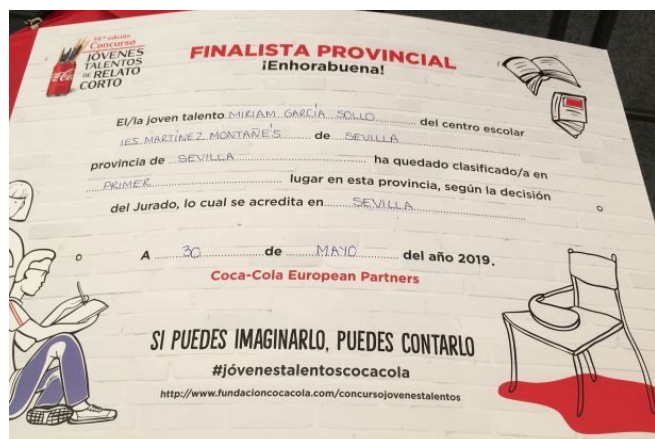 59.ª edición
Concurso
JÓVENES
TALENTOS
DE RELATO
CORTO
FINALISTA PROVINCIAL
¡Enhorabuena!
El/la joven talento MIRIAM GARCÍA SOLLO del centro escolar
IES MARTÍNEZ MONTAÑÉS de SEVILLA
provincia de SEVILLA ha quedado clasificado/a en
PRIMER lugar en esta provincia, según la decisión
del Jurado, lo cual se acredita en SEVILLA
A 30 de MAYO del año 2019.
Coca-Cola European Partners
SI PUEDES IMAGINARLO, PUEDES CONTARLO
#jóvenestalentoscocacola
http://www.fundacioncocacola.com/concursojovenestalentos